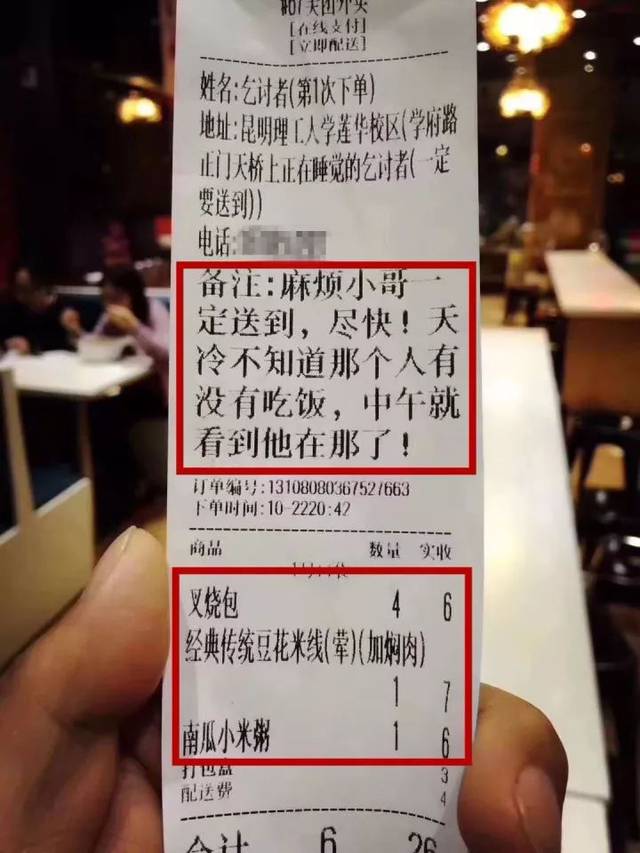 #07美团外卖
[在线支付]
[立即配送]
姓名:乞讨者(第1次下单)
地址:昆明理工大学莲华校区(学府路
正门天桥上正在睡觉的乞讨者(一定
要送到))
电话:
备注:麻烦小哥一
定送到，尽快！天
冷不知道那个人有
没有吃饭，中午就
看到他在那了！
订单编号:13108080367527663
下单时间:10-2220:42
商品 数量 实收
叉烧包 4 6
经典传统豆花米线(荤)(加焖肉)
1 7
南瓜小米粥 1 6
打包盒 3
配送费 4
合计 6 26